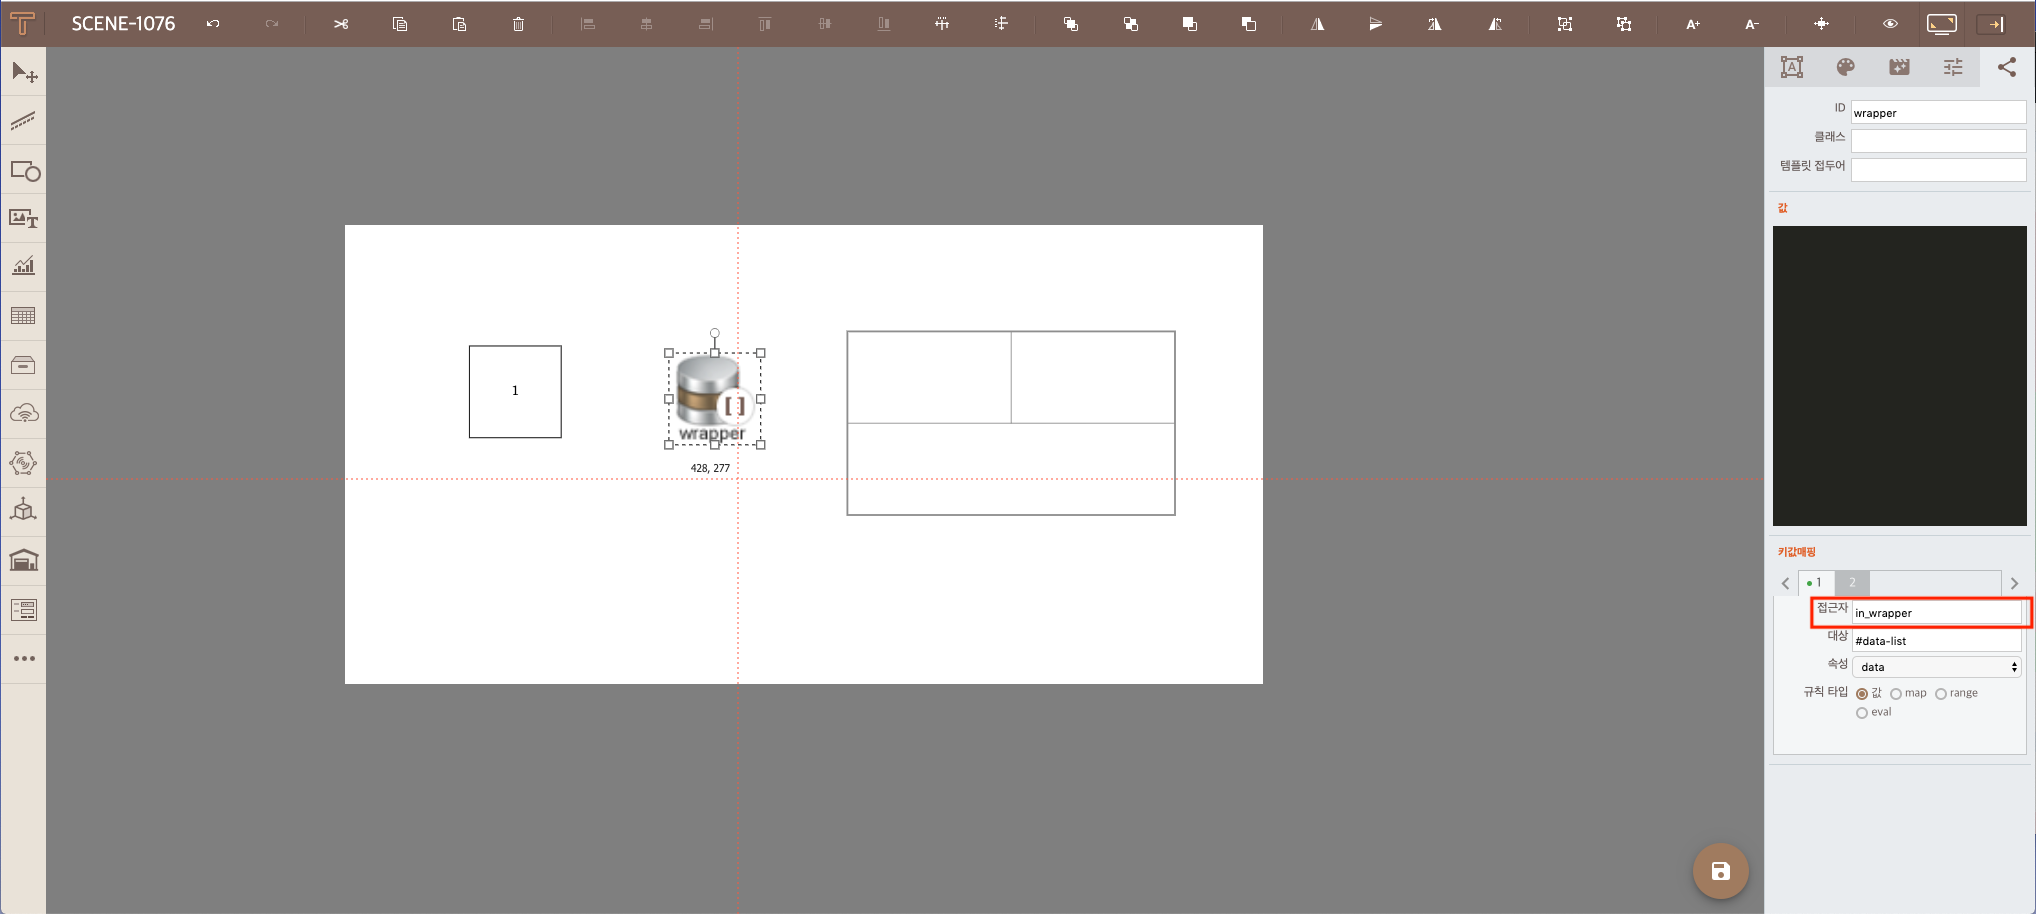 SCENE-1076
A+
A-
ID
wrapper
클래스
템플릿 접두어
값
1
[ ]
wrapper
428, 277
키값매핑
1
2
접근자
in_wrapper
대상
#data-list
속성
data
규칙 타입
값
map
range
eval